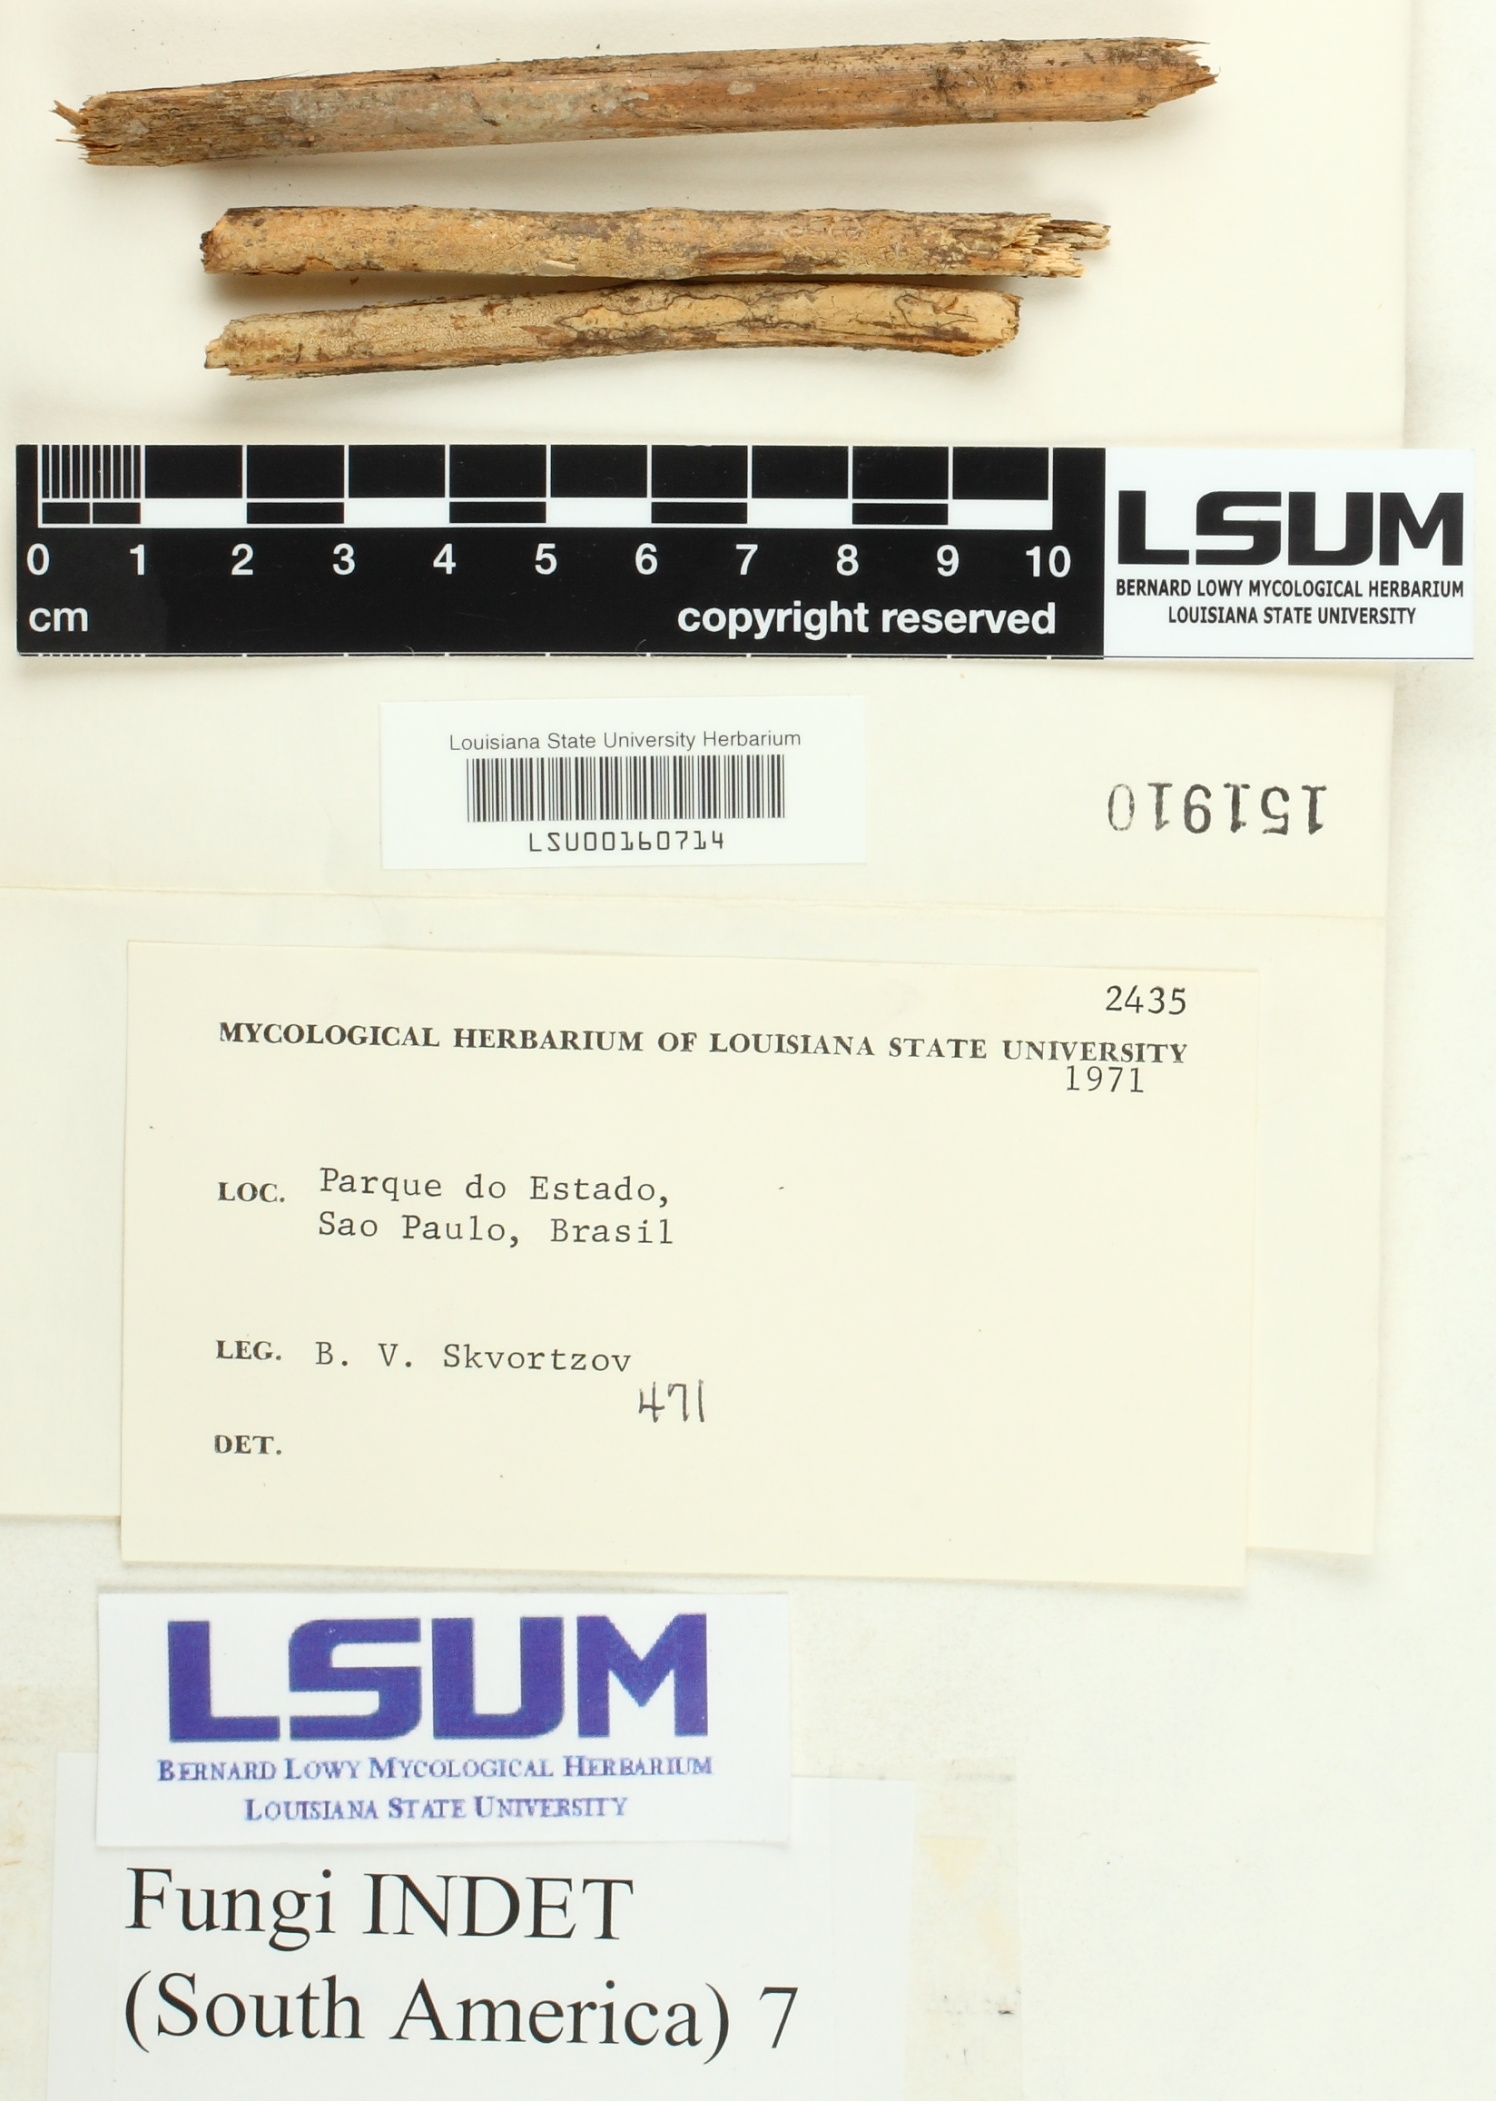 0 1 2 3 4 5 6 7 8 9 10
cm copyright reserved
LSUM
BERNARD LOWY MYCOLOGICAL HERBARIUM
LOUISIANA STATE UNIVERSITY
Louisiana State University Herbarium
LSU00160714
151910
2435
MYCOLOGICAL HERBARIUM OF LOUISIANA STATE UNIVERSITY
1971
LOC. Parque do Estado,
Sao Paulo, Brasil
LEG. B. V. Skvortzov
471
DET.
LSUM
BERNARD LOWY MYCOLOGICAL HERBARIUM
LOUISIANA STATE UNIVERSITY
Fungi INDET
(South America) 7